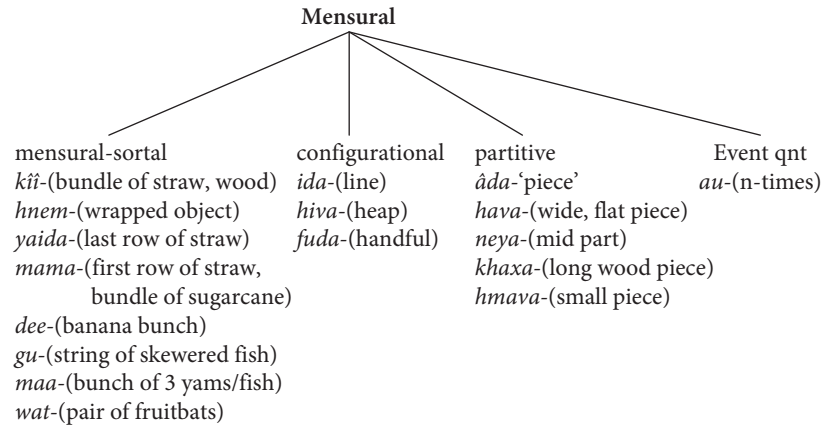 Mensural
mensural-sortal
kîî-(bundle of straw, wood)
hnem-(wrapped object)
yaida-(last row of straw)
mama-(first row of straw,
bundle of sugarcane)
dee-(banana bunch)
gu-(string of skewered fish)
maa-(bunch of 3 yams/fish)
wat-(pair of fruitbats)
configurational
ida-(line)
hiva-(heap)
fuda-(handful)
partitive
âda-‘piece’
hava-(wide, flat piece)
neya-(mid part)
khaxa-(long wood piece)
hmava-(small piece)
Event qnt
au-(n-times)